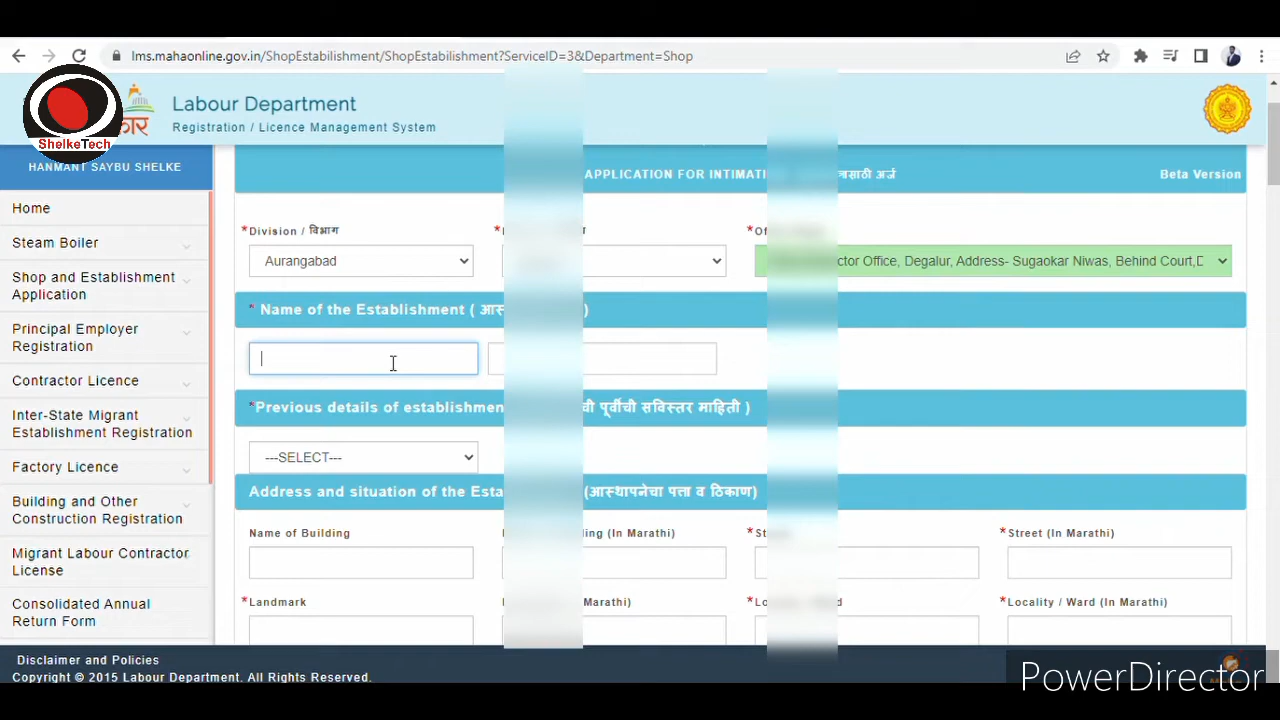 lms.mahaonline.gov.in/ShopEstabilishment/ShopEstabilishment?ServiceID=3&Department=Shop
ShelkeTech
Labour Department
Registration / Licence Management System
HANMANT SAYBU SHELKE
Home
Steam Boiler
Shop and Establishment
Application
Principal Employer
Registration
Contractor Licence
Inter-State Migrant
Establishment Registration
Factory Licence
Building and Other
Construction Registration
Migrant Labour Contractor
License
Consolidated Annual
Return Form
APPLICATION FOR INTIMATI अर्ज
Beta Version
*Division / विभाग
Aurangabad
ctor Office, Degalur, Address- Sugaokar Niwas, Behind Court,D
* Name of the Establishment (
*Previous details of establishmen पूर्वीची सविस्तर माहिती )
---SELECT---
Address and situation of the Esta (आस्थापनेचा पत्ता व ठिकाण)
Name of Building
(In Marathi)
*Street (In Marathi)
*Landmark
Marathi)
*Locality / Ward (In Marathi)
Disclaimer and Policies
Copyright © 2015 Labour Department. All Rights Reserved.
PowerDirector